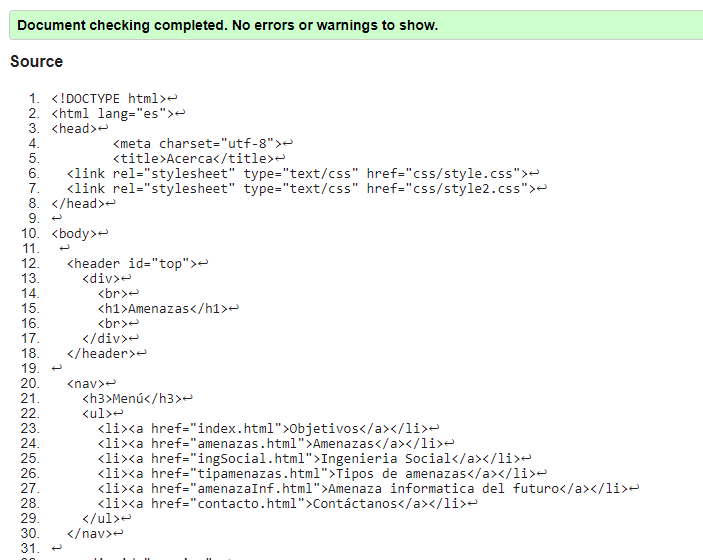 Document checking completed. No errors or warnings to show.
Source
1. <!DOCTYPE html>↩
2. <html lang="es">↩
3. <head>↩
4.         <meta charset="utf-8">↩
5.         <title>Acerca</title>↩
6.   <link rel="stylesheet" type="text/css" href="css/style.css">↩
7.   <link rel="stylesheet" type="text/css" href="css/style2.css">↩
8. </head>↩
9. ↩
10. <body>↩
11.  ↩
12.   <header id="top">↩
13.     <div>↩
14.       <br>↩
15.       <h1>Amenazas</h1>↩
16.       <br>↩
17.     </div>↩
18.   </header>↩
19. ↩
20.   <nav>↩
21.     <h3>Menú</h3>↩
22.     <ul>↩
23.       <li><a href="index.html">Objetivos</a></li>↩
24.       <li><a href="amenazas.html">Amenazas</a></li>↩
25.       <li><a href="ingSocial.html">Ingenieria Social</a></li>↩
26.       <li><a href="tipamenazas.html">Tipos de amenazas</a></li>↩
27.       <li><a href="amenazaInf.html">Amenaza informatica del futuro</a></li>↩
28.       <li><a href="contacto.html">Contáctanos</a></li>↩
29.     </ul>↩
30.   </nav>↩
31. ↩